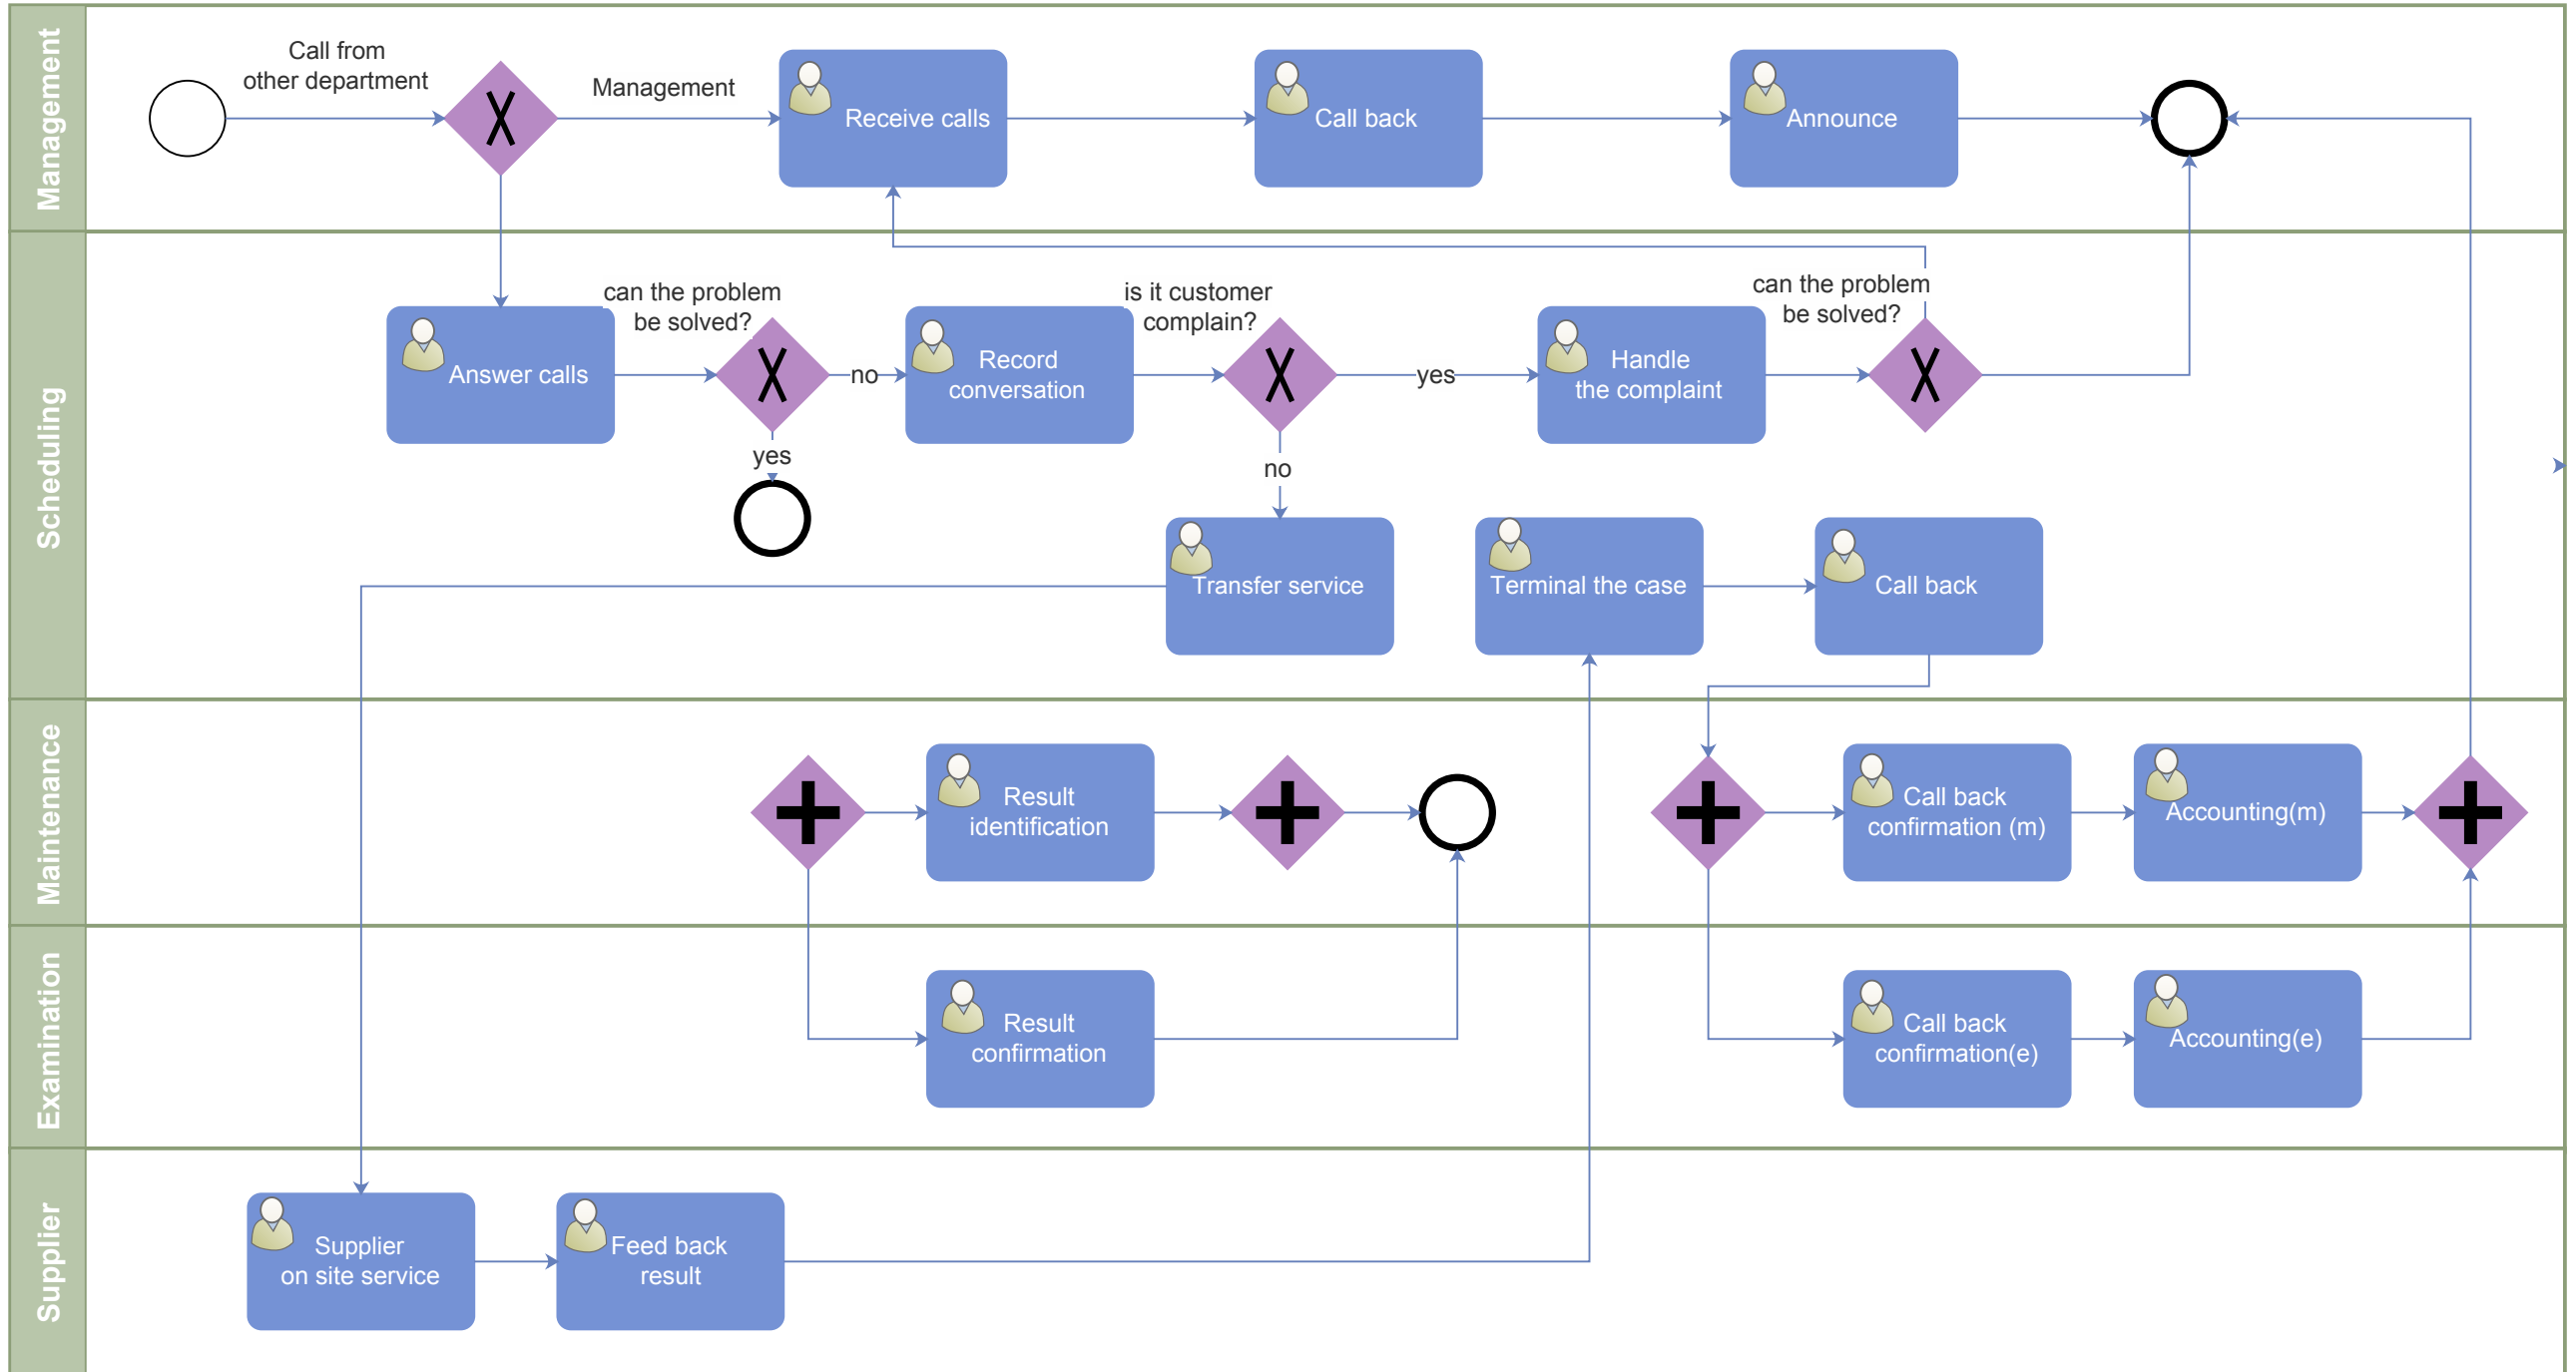 Management
Call from
other department
Management
Receive calls
Call back
Announce
Scheduling
can the problem
be solved?
is it customer
complain?
can the problem
be solved?
Answer calls
no
Record
conversation
yes
Handle
the complaint
yes
no
Transfer service
Terminal the case
Call back
Maintenance
Result
identification
Call back
confirmation (m)
Accounting(m)
Examination
Result
confirmation
Call back
confirmation(e)
Accounting(e)
Supplier
Supplier
on site service
Feed back
result